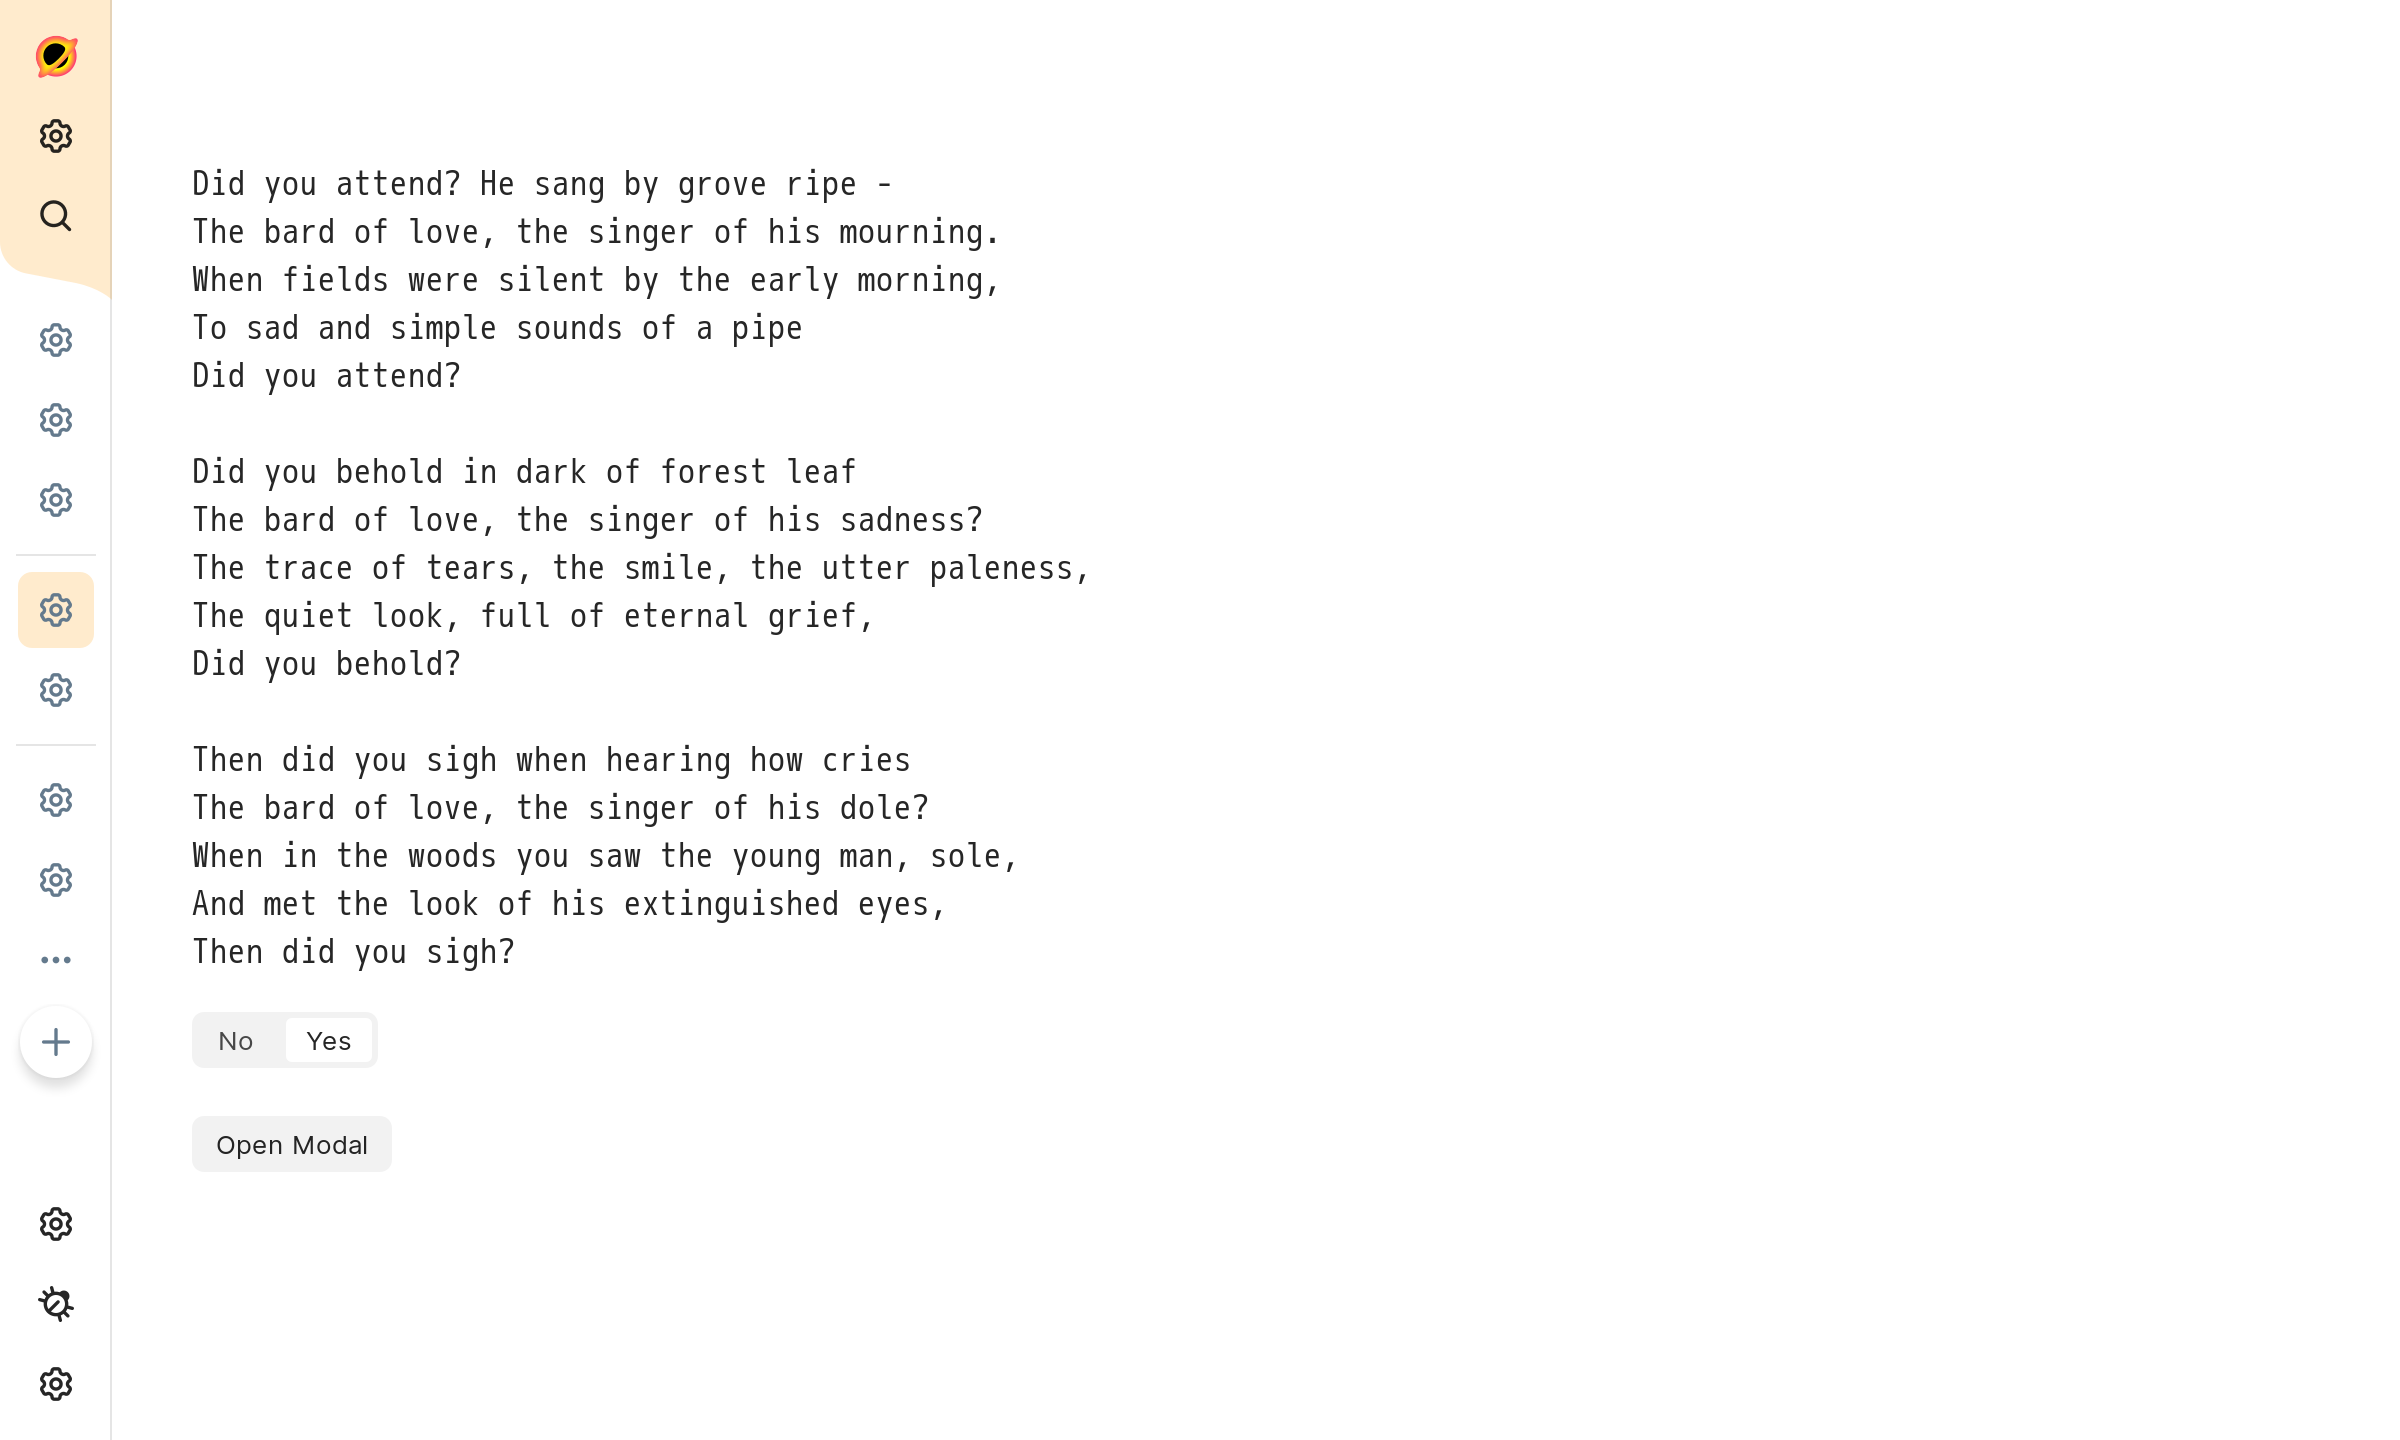 Did you attend? He sang by grove ripe -
The bard of love, the singer of his mourning.
When fields were silent by the early morning,
To sad and simple sounds of a pipe
Did you attend?

Did you behold in dark of forest leaf
The bard of love, the singer of his sadness?
The trace of tears, the smile, the utter paleness,
The quiet look, full of eternal grief,
Did you behold?

Then did you sigh when hearing how cries
The bard of love, the singer of his dole?
When in the woods you saw the young man, sole,
And met the look of his extinguished eyes,
Then did you sigh?

No Yes
Open Modal